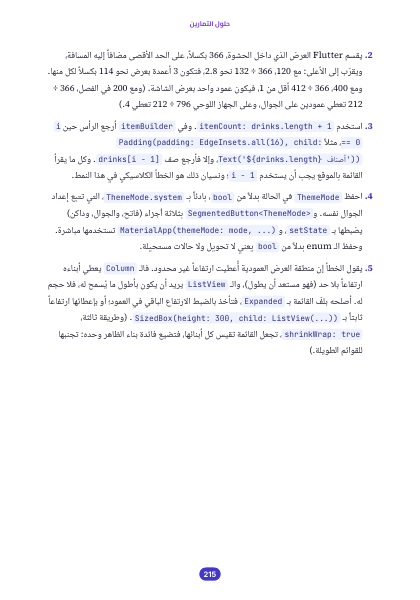 حلول التمارين
2. يقسم Flutter العرض الذي داخل الحشوة، 366 بكسلاً، على الحد الأقصى مضافاً إليه المسافة،
ويقرّب إلى الأعلى: مع 120، 366 ÷ 132 نحو 2.8، فتكون 3 أعمدة بعرض نحو 114 بكسلاً لكل منها.
ومع 400، 366 ÷ 412 أقل من 1، فيكون عمود واحد بعرض الشاشة. (ومع 200 في الفصل، 366 ÷
212 تعطي عمودين على الجوال، وعلى الجهاز اللوحي 796 ÷ 212 تعطي 4.)
3. استخدم itemCount: drinks.length + 1 . وفي itemBuilder أرجع الرأس حين i
== 0، مثلاً Padding(padding: EdgeInsets.all(16), child:
Text('${drinks.length} أصناف'))، وإلا فأرجع صف drinks[i - 1] . وكل ما يقرأ
القائمة بالموقع يجب أن يستخدم i - 1 ؛ ونسيان ذلك هو الخطأ الكلاسيكي في هذا النمط.
4. احفظ ThemeMode في الحالة بدلاً من bool ، بادئاً بـ ThemeMode.system ، التي تتبع إعداد
الجوال نفسه. و SegmentedButton<ThemeMode> بثلاثة أجزاء (فاتح، والجوال، وداكن)
يضبطها بـ setState ، و MaterialApp(themeMode: mode, ...) تستخدمها مباشرة.
وحفظ الـ enum بدلاً من bool يعني لا تحويل ولا حالات مستحيلة.
5. يقول الخطأ إن منطقة العرض العمودية أُعطيت ارتفاعاً غير محدود. فالـ Column يعطي أبناءه
ارتفاعاً بلا حد (فهو مستعد أن يطول)، والـ ListView يريد أن يكون بأطول ما يُسمح له، فلا حجم
له. أصلحه بلفّ القائمة بـ Expanded ، فتأخذ بالضبط الارتفاع الباقي في العمود؛ أو بإعطائها ارتفاعاً
ثابتاً بـ SizedBox(height: 300, child: ListView(...)) . (وطريقة ثالثة،
shrinkWrap: true ، تجعل القائمة تقيس كل أبنائها، فتضيع فائدة بناء الظاهر وحده: تجنبها
للقوائم الطويلة.)
215